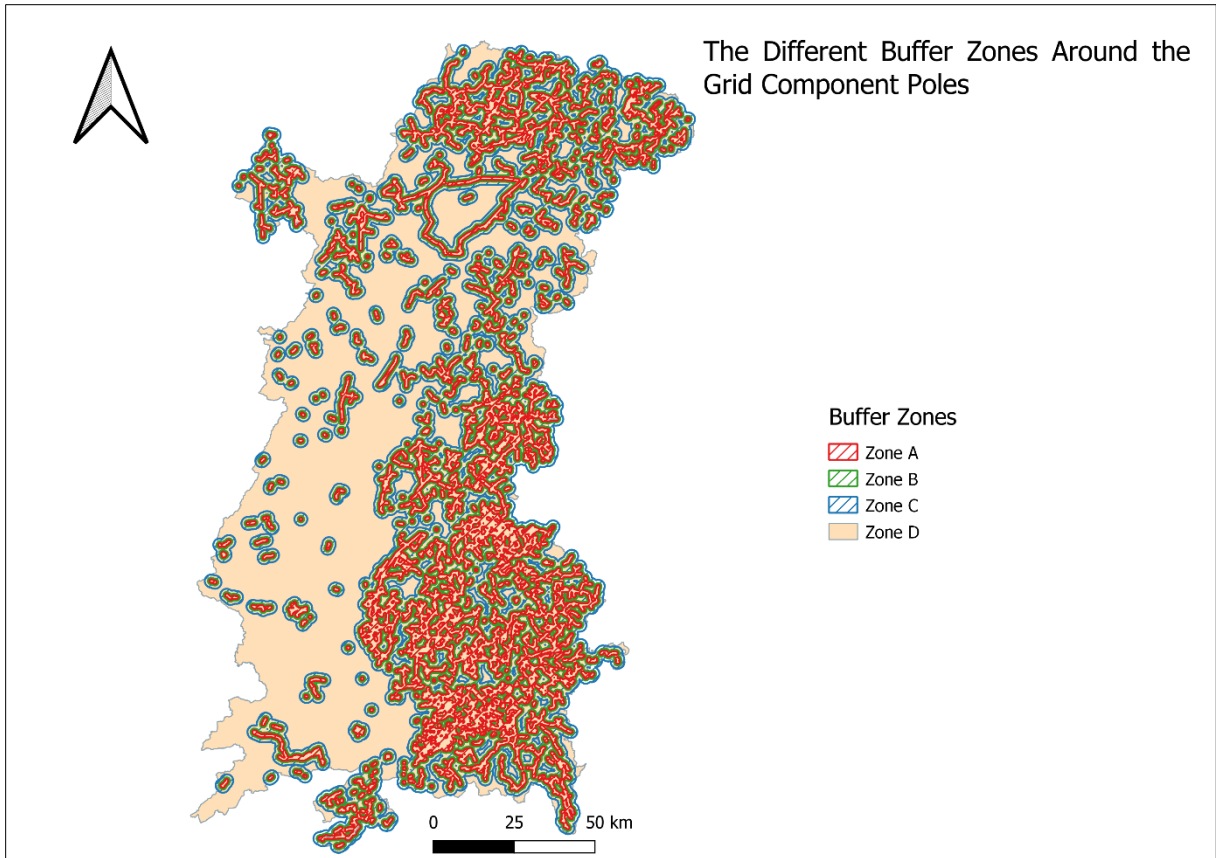 The Different Buffer Zones Around the
Grid Component Poles
Buffer Zones
Zone A
Zone B
Zone C
Zone D
0 25 50 km